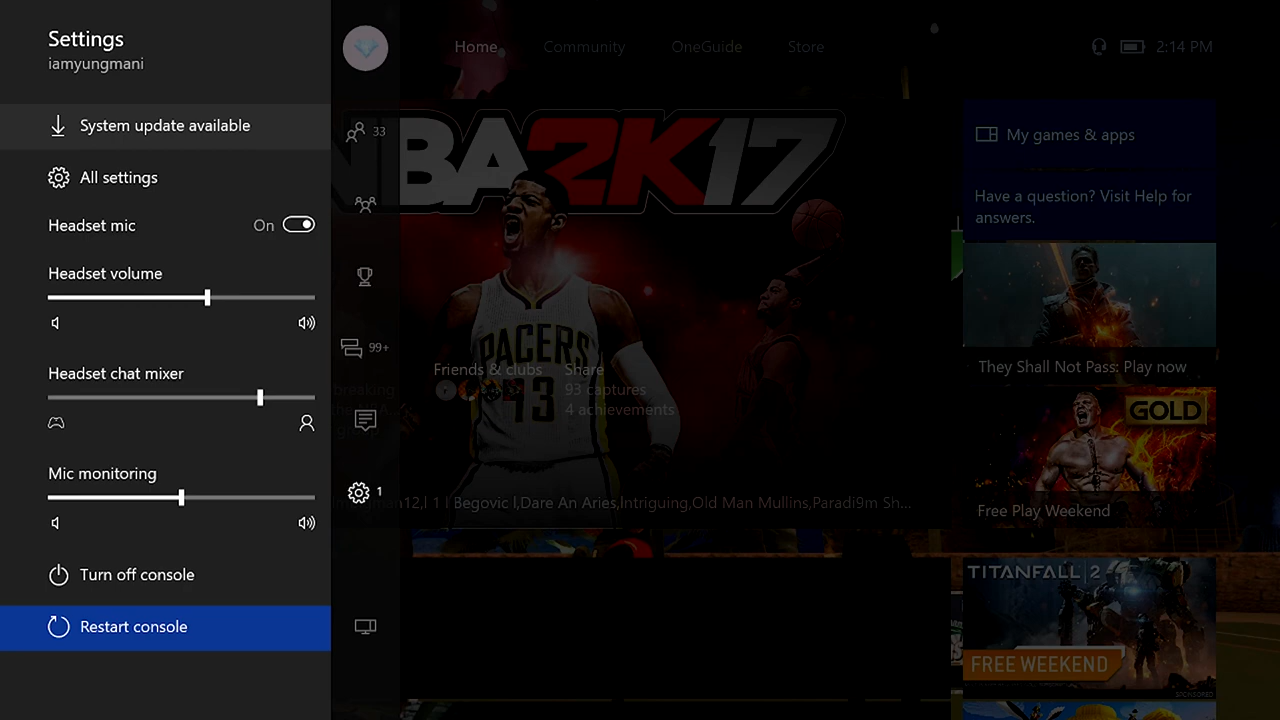 Settings
iamyungmani
System update available
All settings
Headset mic
On
Headset volume
Headset chat mixer
Mic monitoring
Turn off console
Restart console
33
99+
1
Home
Community
OneGuide
Store
2:14 PM
NBA2K17
PACERS
13
Friends & clubs
Share
93 captures
4 achievements
breaking
12,l 1 l Begovic l,Dare An Aries,Intriguing,Old Man Mullins,Paradi9m Sh...
My games & apps
Have a question? Visit Help for
answers.
They Shall Not Pass: Play now
GOLD
Free Play Weekend
TITANFALL 2
FREE WEEKEND
SPONSORED